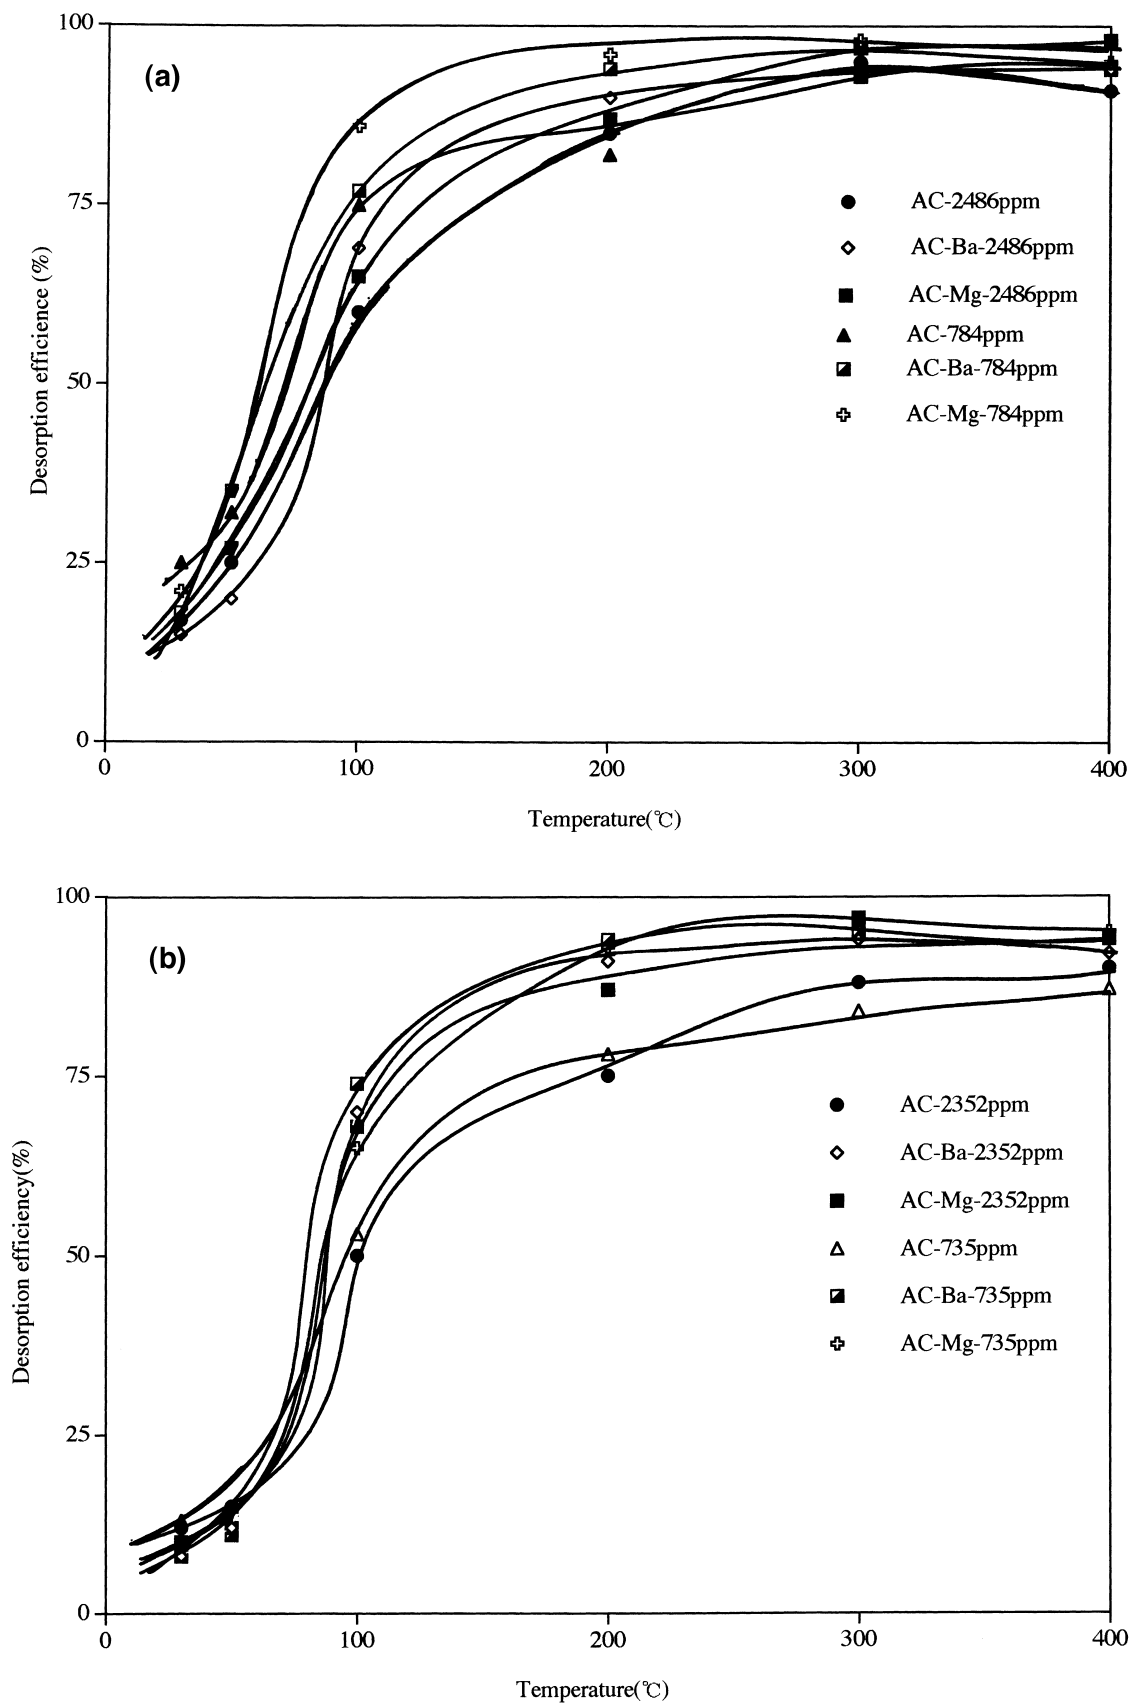 100
(a)
75
50
25
0
Desorption efficience (%)
AC-2486ppm
AC-Ba-2486ppm
AC-Mg-2486ppm
AC-784ppm
AC-Ba-784ppm
AC-Mg-784ppm
0 100 200 300 400
Temperature(℃)
100
(b)
75
50
25
0
Desorption efficiency(%)
AC-2352ppm
AC-Ba-2352ppm
AC-Mg-2352ppm
AC-735ppm
AC-Ba-735ppm
AC-Mg-735ppm
0 100 200 300 400
Temperature(℃)